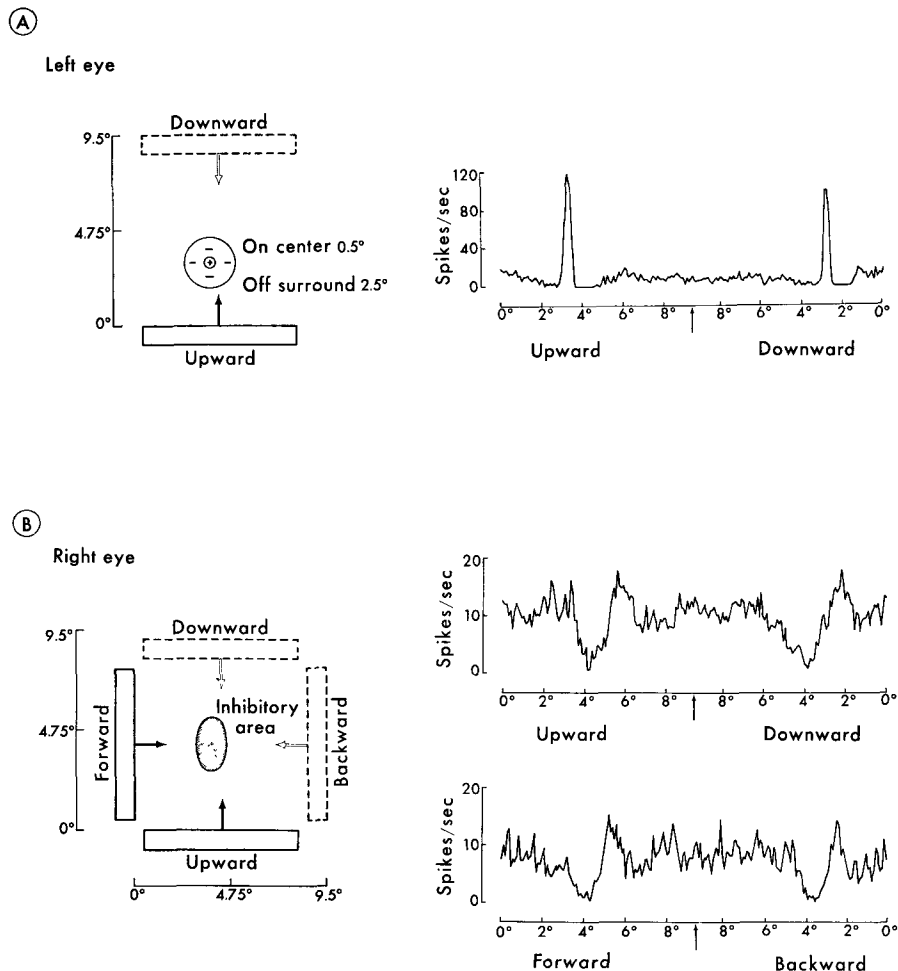 A
Left eye
Downward
9.5°
4.75°
0°
On center 0.5°
Off surround 2.5°
Upward
Spikes/sec
120
80
40
0
0° 2° 4° 6° 8° 8° 6° 4° 2° 0°
Upward Downward
B
Right eye
Downward
9.5°
4.75°
0°
Forward
Inhibitory
area
Backward
Upward
0° 4.75° 9.5°
Spikes/sec
20
10
0
0° 2° 4° 6° 8° 8° 6° 4° 2° 0°
Upward Downward
Spikes/sec
20
10
0
0° 2° 4° 6° 8° 8° 6° 4° 2° 0°
Forward Backward